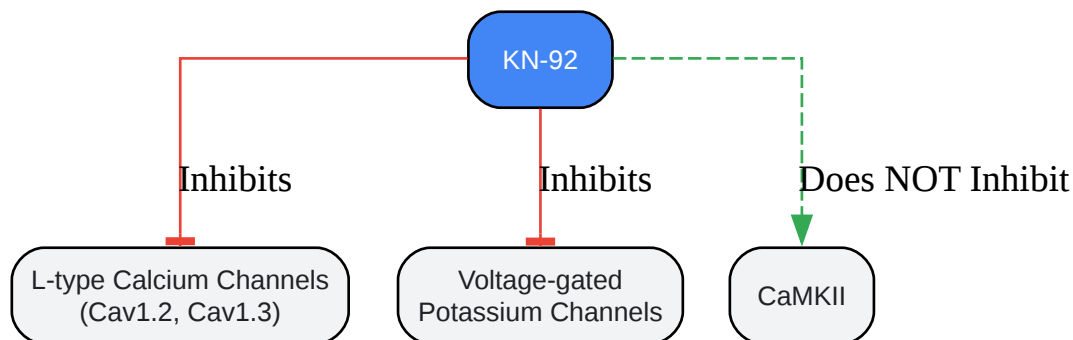 KN-92
Inhibits
Inhibits
Does NOT Inhibit
L-type Calcium Channels
(Cav1.2, Cav1.3)
Voltage-gated
Potassium Channels
CaMKII